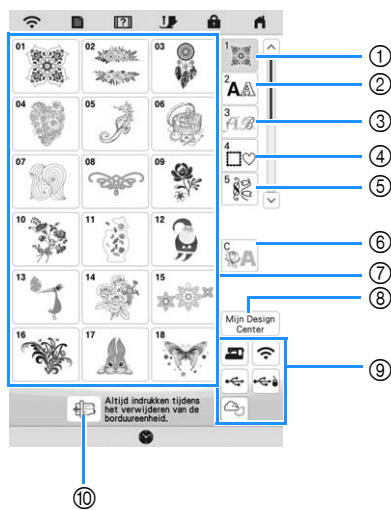 01 02 03
04 05 06
07 08 09
10 11 12
13 14 15
16 17 18
1
2 AA
3 AB
4
5
C A
Mijn Design
Center
Altijd indrukken tijdens
het verwijderen van de
borduureenheid.
①
②
③
④
⑤
⑥
⑦
⑧
⑨
⑩